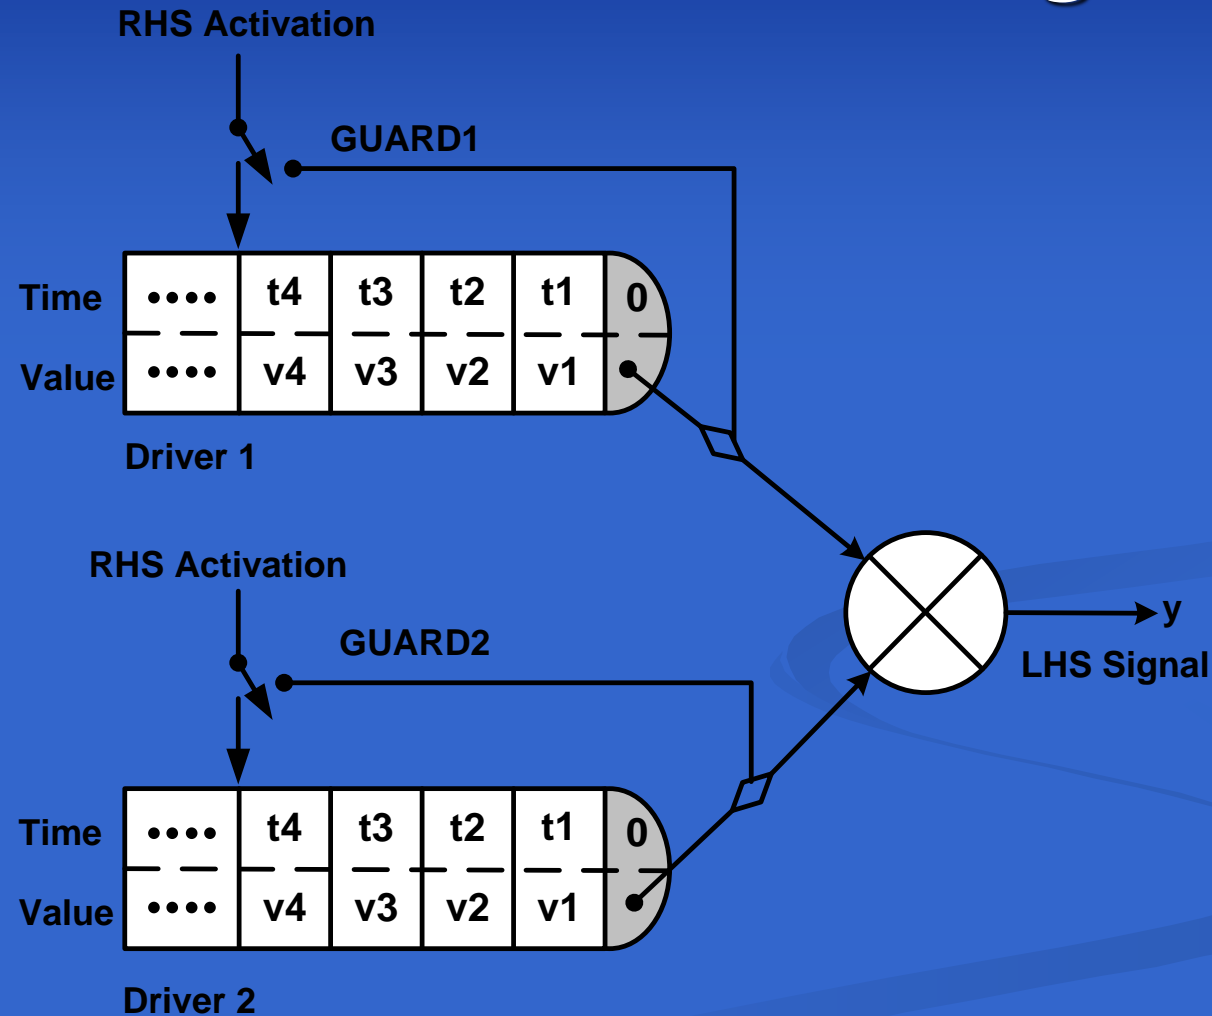 RHS Activation
GUARD1
Time •••• t4 t3 t2 t1 0
Value •••• v4 v3 v2 v1
Driver 1
RHS Activation
GUARD2
y
LHS Signal
Time •••• t4 t3 t2 t1 0
Value •••• v4 v3 v2 v1
Driver 2